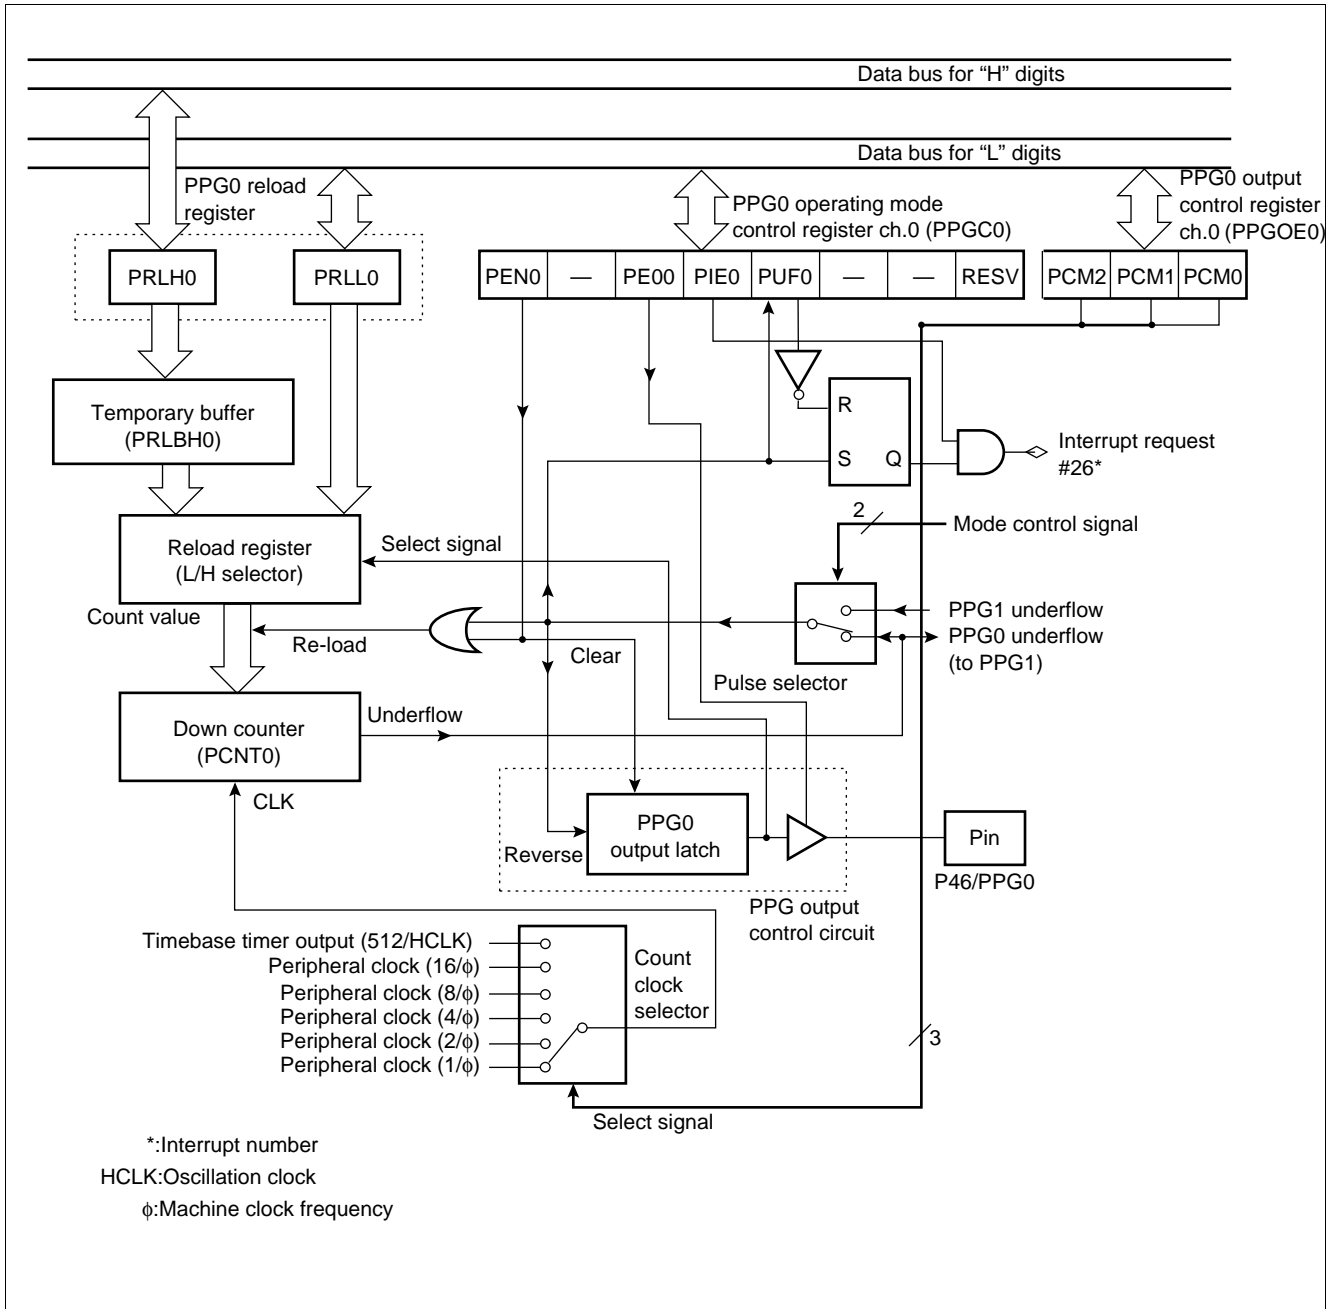 Data bus for “H” digits
Data bus for “L” digits
PPG0 reload
register
PPG0 operating mode
control register ch.0 (PPGC0)
PPG0 output
control register
ch.0 (PPGOE0)
PRLH0
PRLL0
PEN0 — PE00 PIE0 PUF0 — — RESV
PCM2 PCM1 PCM0
Temporary buffer
(PRLBH0)
R
S Q
Interrupt request
#26*
2
Mode control signal
Reload register
(L/H selector)
Select signal
Count value
Re-load
Clear
PPG1 underflow
PPG0 underflow
(to PPG1)
Pulse selector
Down counter
(PCNT0)
Underflow
CLK
Reverse
PPG0
output latch
Pin
P46/PPG0
PPG output
control circuit
Timebase timer output (512/HCLK)
Peripheral clock (16/ϕ)
Peripheral clock (8/ϕ)
Peripheral clock (4/ϕ)
Peripheral clock (2/ϕ)
Peripheral clock (1/ϕ)
Count
clock
selector
3
Select signal
*:Interrupt number
HCLK:Oscillation clock
ϕ:Machine clock frequency